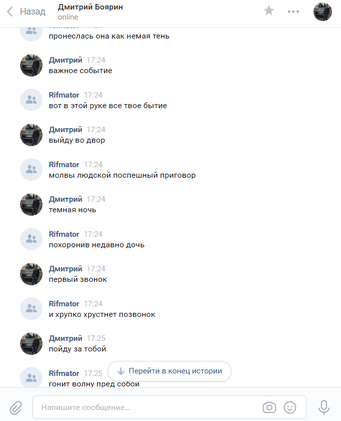 Назад
Дмитрий Боярин
online
Rifmator 17:24
пронеслась она как немая тень
Дмитрий 17:24
важное событие
Rifmator 17:24
вот в этой руке все твое бытие
Дмитрий 17:24
выйду во двор
Rifmator 17:24
молвы людской поспешный приговор
Дмитрий 17:24
темная ночь
Rifmator 17:24
похоронив недавно дочь
Дмитрий 17:24
первый звонок
Rifmator 17:24
и хрупко хрустнет позвонок
Дмитрий 17:25
пойду за тобой
Перейти в конец истории
Rifmator 17:25
гонит волну пред собой
Напишите сообщение...